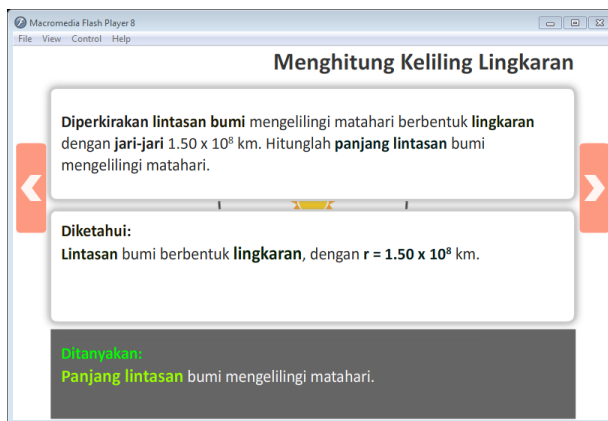 Macromedia Flash Player 8
File View Control Help
Menghitung Keliling Lingkaran
Diperkirakan lintasan bumi mengelilingi matahari berbentuk lingkaran
dengan jari-jari 1.50 x 10⁸ km. Hitunglah panjang lintasan bumi
mengelilingi matahari.
Diketahui:
Lintasan bumi berbentuk lingkaran, dengan r = 1.50 x 10⁸ km.
Ditanyakan:
Panjang lintasan bumi mengelilingi matahari.